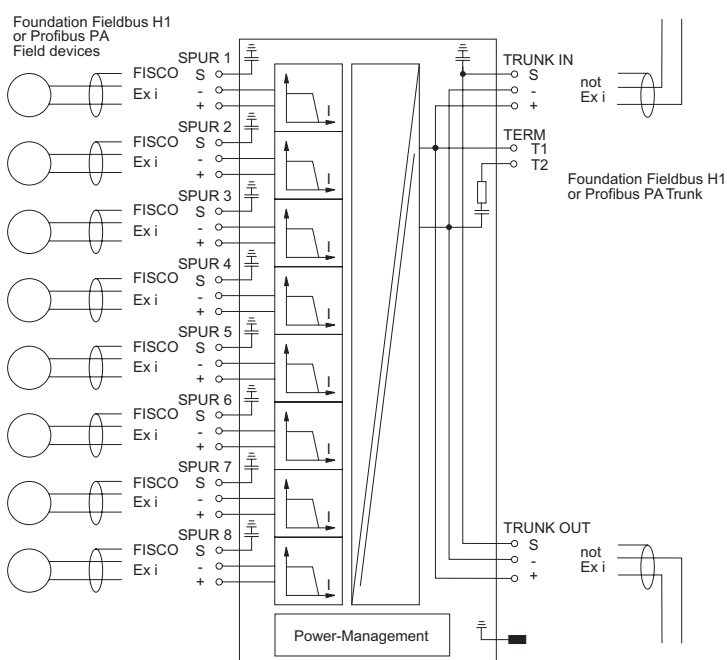 Foundation Fieldbus H1
or Profibus PA
Field devices
SPUR 1
FISCO S
Ex i -
+
I
SPUR 2
FISCO S
Ex i -
+
I
SPUR 3
FISCO S
Ex i -
+
I
SPUR 4
FISCO S
Ex i -
+
I
SPUR 5
FISCO S
Ex i -
+
I
SPUR 6
FISCO S
Ex i -
+
I
SPUR 7
FISCO S
Ex i -
+
I
SPUR 8
FISCO S
Ex i -
+
I
Power-Management
TRUNK IN
S
-
+
not
Ex i
TERM
T1
T2
Foundation Fieldbus H1
or Profibus PA Trunk
TRUNK OUT
S
-
+
not
Ex i